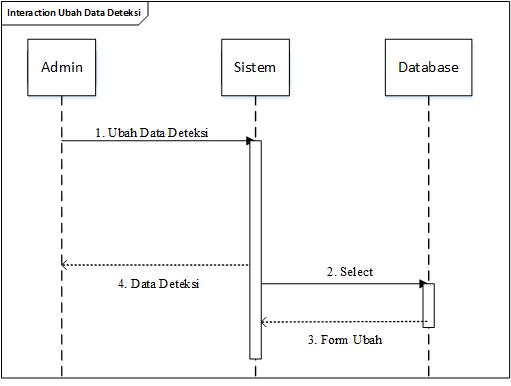 Interaction Ubah Data Deteksi
Admin
Sistem
Database
1. Ubah Data Deteksi
2. Select
4. Data Deteksi
3. Form Ubah